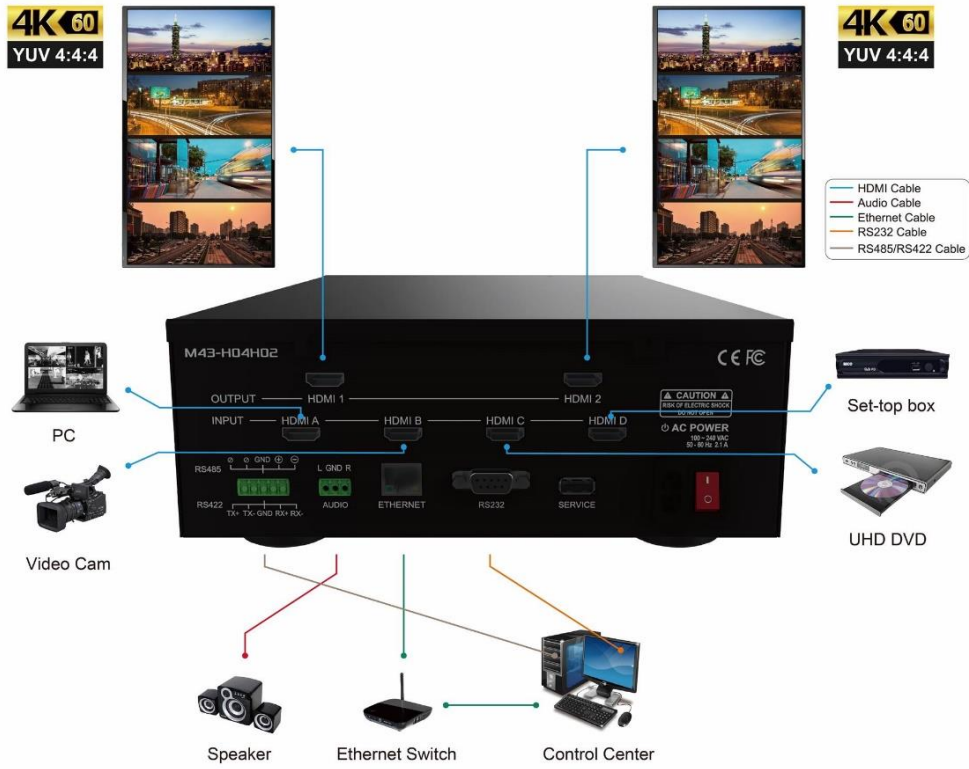 4K 60
YUV 4:4:4
4K 60
YUV 4:4:4
HDMI Cable
Audio Cable
Ethernet Cable
RS232 Cable
RS485/RS422 Cable
M43-H04H02
CE FC
OUTPUT HDMI 1 HDMI 2
INPUT HDMI A HDMI B HDMI C HDMI D
CAUTION
RISK OF ELECTRIC SHOCK
DO NOT OPEN
AC POWER
100 ~ 240 VAC
50 - 60 Hz 2.1 A
GND
RS485
L GND R
RS422
TX+ TX- GND RX+ RX-
AUDIO
ETHERNET
RS232
SERVICE
PC
Video Cam
Set-top box
UHD DVD
Speaker
Ethernet Switch
Control Center